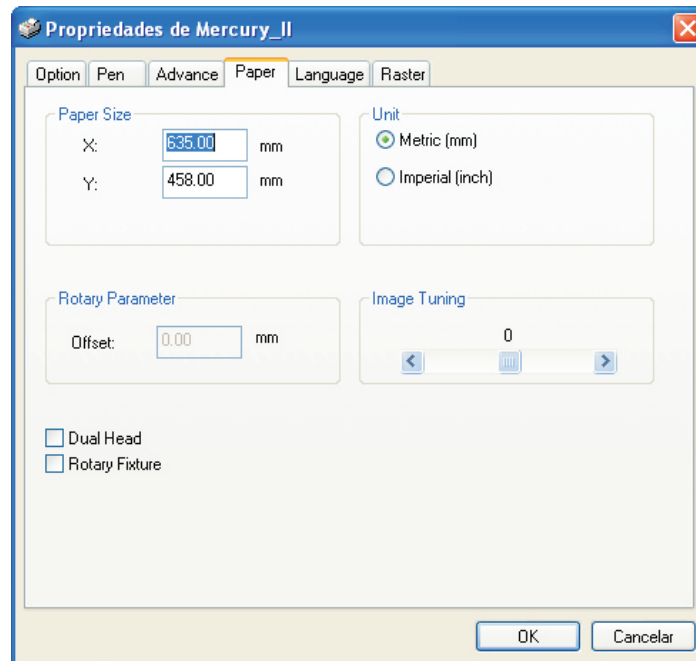 Propriedades de Mercury_II
Option Pen Advance Paper Language Raster
Paper Size
X: 635.00 mm
Y: 458.00 mm
Unit
Metric (mm)
Imperial (inch)
Rotary Parameter
Offset: 0.00 mm
Image Tuning
0
Dual Head
Rotary Fixture
OK Cancelar